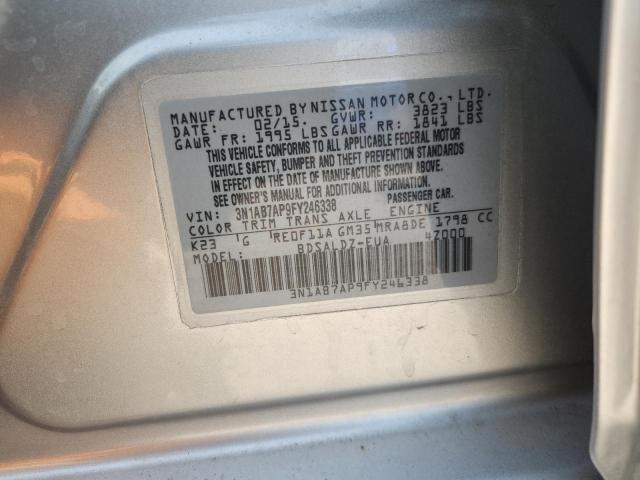 MANUFACTURED BY NISSAN MOTOR CO., LTD.
DATE: 02/15. GVWR: 3823 LBS
GAWR FR: 1995 LBS GAWR RR: 1841 LBS
THIS VEHICLE CONFORMS TO ALL APPLICABLE FEDERAL MOTOR
VEHICLE SAFETY, BUMPER AND THEFT PREVENTION STANDARDS
IN EFFECT ON THE DATE OF MANUFACTURE SHOWN ABOVE.
SEE OWNER'S MANUAL FOR ADDITIONAL INFORMATION.
VIN: 3N1AB7AP9FY246338 PASSENGER CAR.
COLOR TRIM TRANS AXLE ENGINE
K23 G RE0F11A GM35 MRA8DE 1798 CC
MODEL: BDSALDZ-EUA 4Z000
3N1AB7AP9FY246338